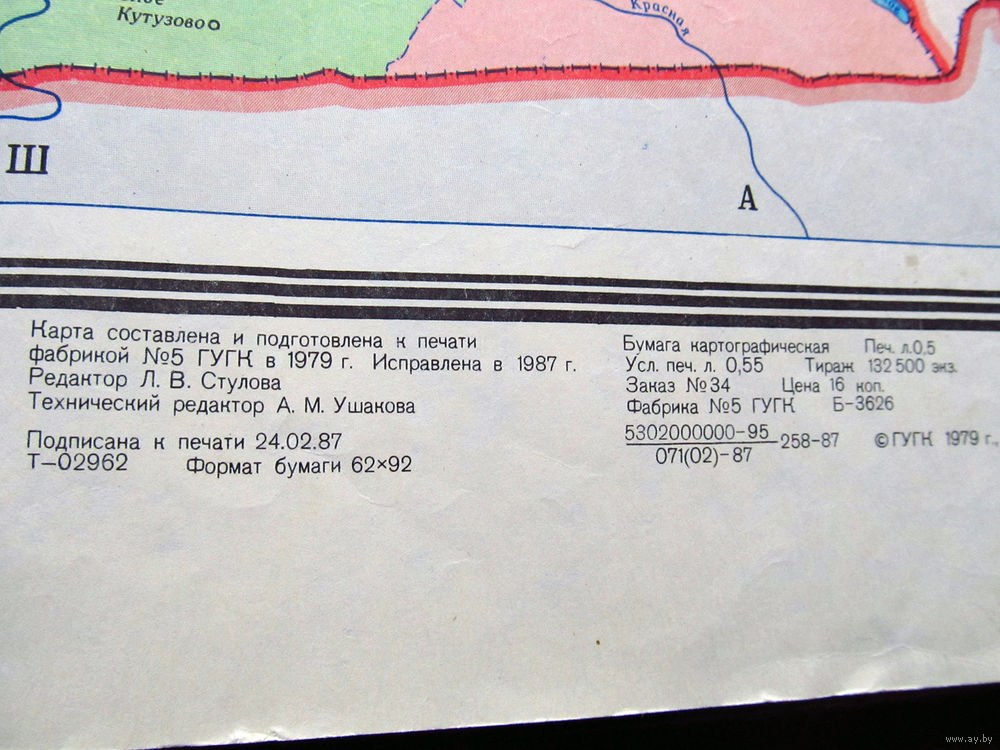 Кутузово
Красная
Ш
А
Карта составлена и подготовлена к печати
фабрикой №5 ГУГК в 1979 г. Исправлена в 1987 г.
Редактор Л. В. Стулова
Технический редактор А. М. Ушакова
Подписана к печати 24.02.87
Т—02962 Формат бумаги 62×92
Бумага картографическая Печ. л.0,5
Усл. печ. л. 0,55 Тираж 132 500 экз.
Заказ №34 Цена 16 коп.
Фабрика №5 ГУГК Б-3626
5302000000-95
071(02)-87
258-87 ©ГУГК 1979 г.,
www.ay.by